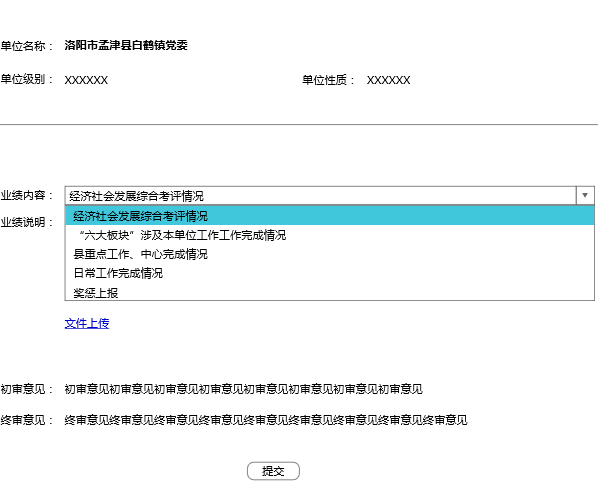 单位名称： 洛阳市孟津县白鹤镇党委
单位级别： XXXXXX 单位性质： XXXXXX
业绩内容： 经济社会发展综合考评情况
业绩说明： 经济社会发展综合考评情况
“六大板块”涉及本单位工作工作完成情况
县重点工作、中心完成情况
日常工作完成情况
奖惩上报
文件上传
初审意见： 初审意见初审意见初审意见初审意见初审意见初审意见初审意见初审意见
终审意见： 终审意见终审意见终审意见终审意见终审意见终审意见终审意见终审意见终审意见
提交